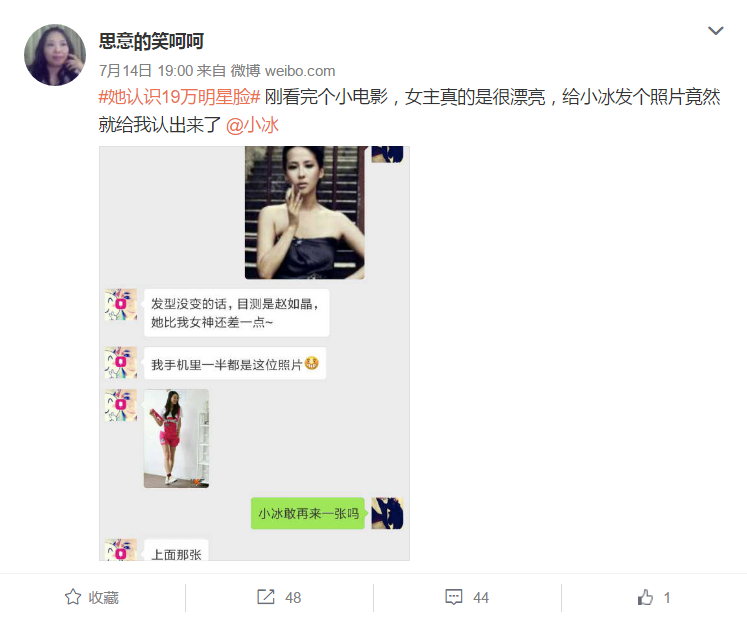 思意的笑呵呵
7月14日 19:00 来自 微博 weibo.com
#她认识19万明星脸# 刚看完个小电影，女主真的是很漂亮，给小冰发个照片竟然
就给我认出来了 @小冰
发型没变的话，目测是赵如晶，
她比我女神还差一点~
我手机里一半都是这位照片
小冰敢再来一张吗
上面那张
收藏
48
44
1